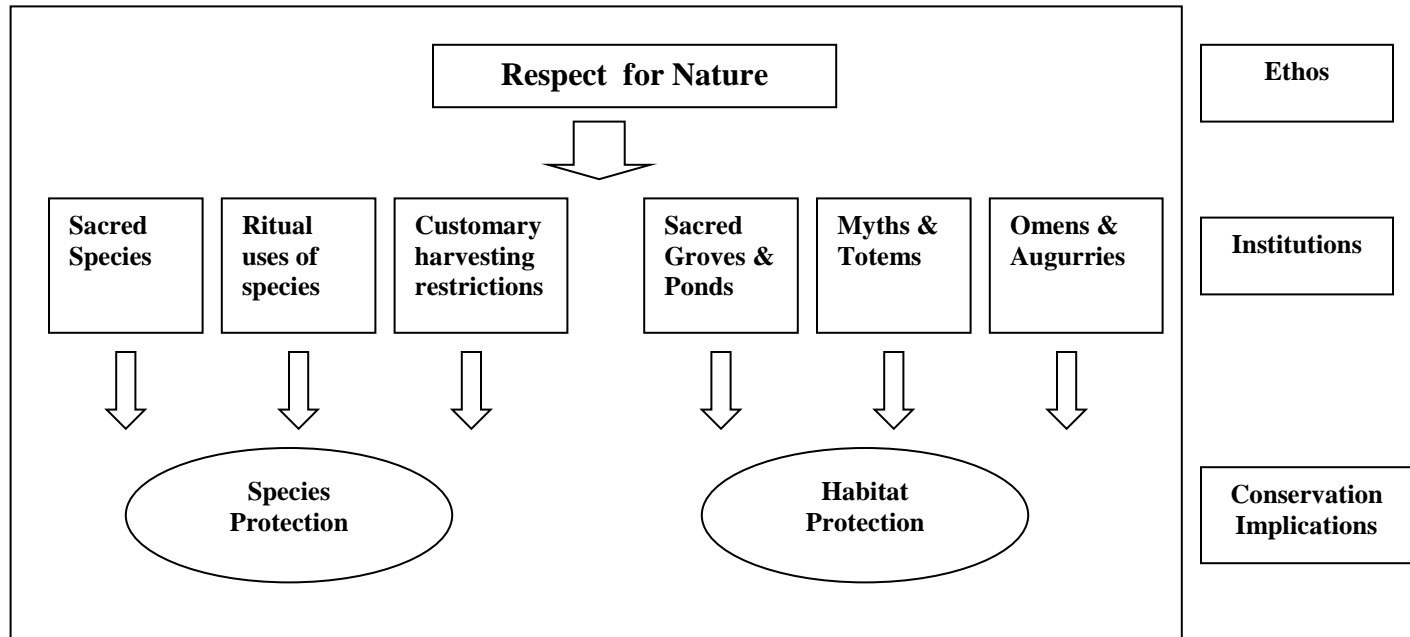 Respect for Nature
Ethos
Sacred
Species
Ritual
uses of
species
Customary
harvesting
restrictions
Sacred
Groves &
Ponds
Myths &
Totems
Omens &
Augurries
Institutions
Species
Protection
Habitat
Protection
Conservation
Implications